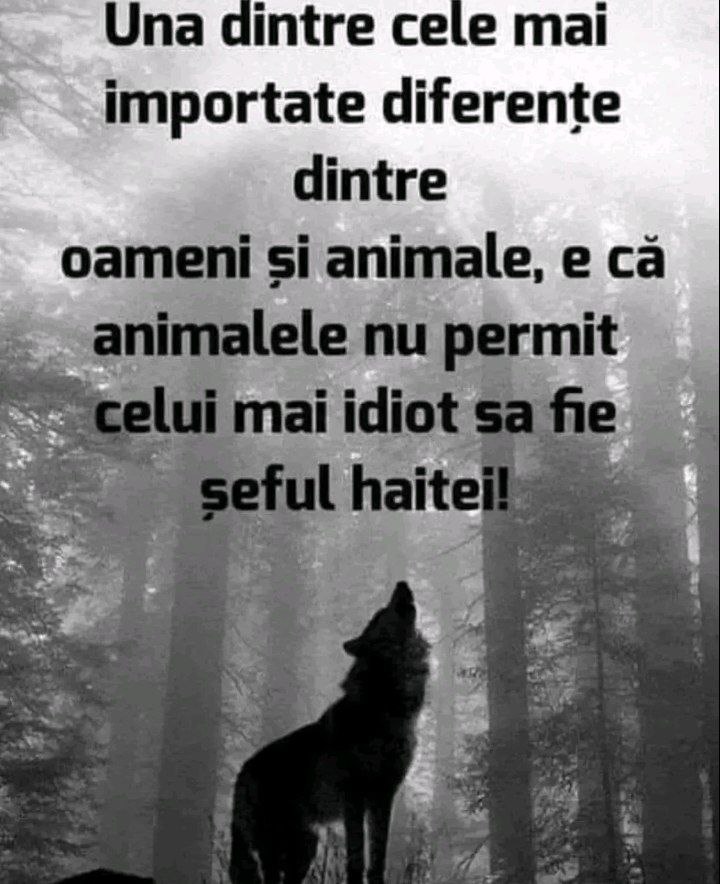 Una dintre cele mai
importate diferențe
dintre
oameni și animale, e că
animalele nu permit
celui mai idiot sa fie
șeful haitei!